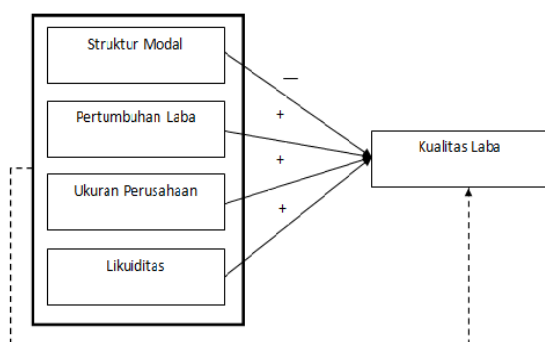 Struktur Modal
—
+
Pertumbuhan Laba
Kualitas Laba
+
Ukuran Perusahaan
+
Likuiditas